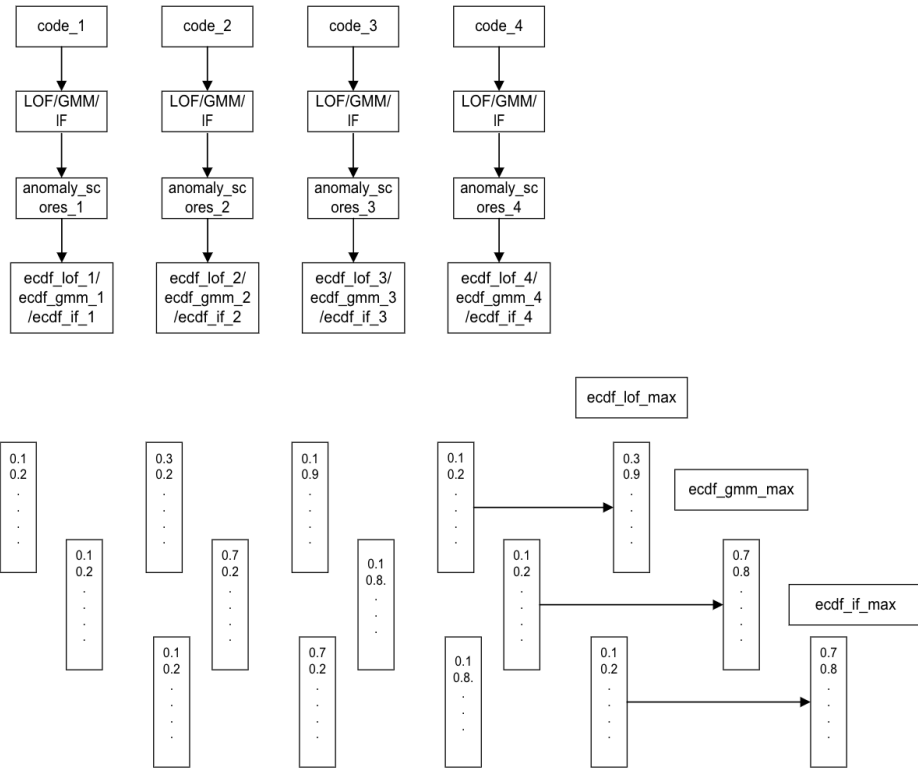 code_1
code_2
code_3
code_4
LOF/GMM/
IF
LOF/GMM/
IF
LOF/GMM/
IF
LOF/GMM/
IF
anomaly_sc
ores_1
anomaly_sc
ores_2
anomaly_sc
ores_3
anomaly_sc
ores_4
ecdf_lof_1/
ecdf_gmm_1
/ecdf_if_1
ecdf_lof_2/
ecdf_gmm_2
/ecdf_if_2
ecdf_lof_3/
ecdf_gmm_3
/ecdf_if_3
ecdf_lof_4/
ecdf_gmm_4
/ecdf_if_4
ecdf_lof_max
0.1
0.2
.
.
.
.
0.3
0.2
.
.
.
.
0.1
0.9
.
.
.
.
0.1
0.2
.
.
.
.
0.3
0.9
.
.
.
.
ecdf_gmm_max
0.1
0.2
.
.
.
.
0.7
0.2
.
.
.
.
0.1
0.8.
.
.
.
0.1
0.2
.
.
.
.
0.7
0.8
.
.
.
.
ecdf_if_max
0.1
0.2
.
.
.
.
0.7
0.2
.
.
.
.
0.1
0.8.
.
.
.
0.1
0.2
.
.
.
.
0.7
0.8
.
.
.
.